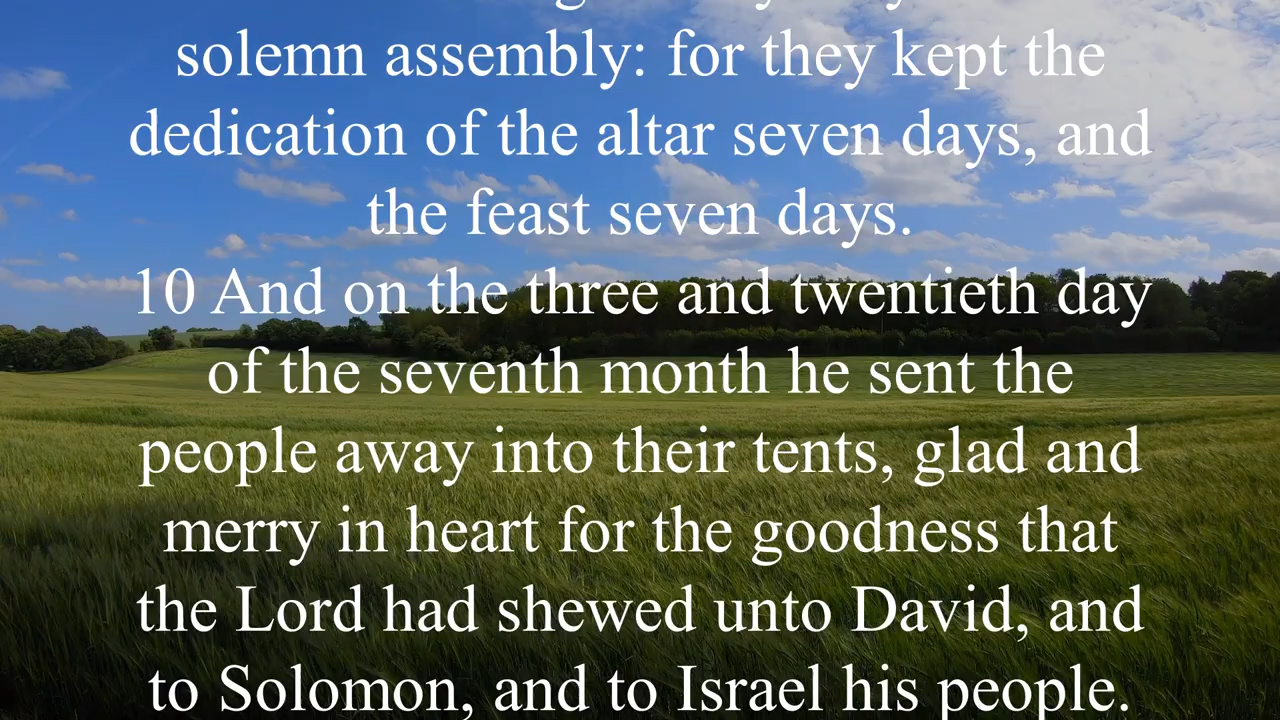 solemn assembly: for they kept the
dedication of the altar seven days, and
the feast seven days.
10 And on the three and twentieth day
of the seventh month he sent the
people away into their tents, glad and
merry in heart for the goodness that
the Lord had shewed unto David, and
to Solomon, and to Israel his people.